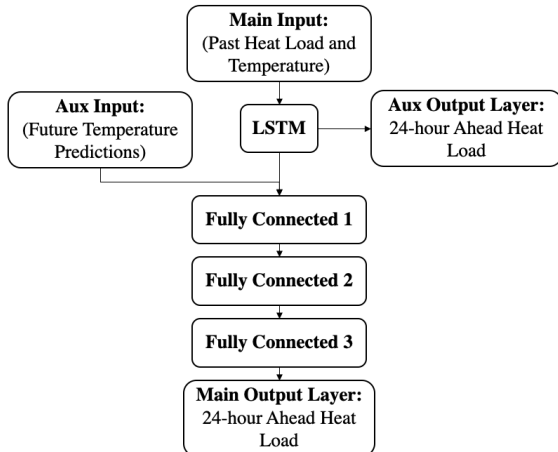 Main Input:
(Past Heat Load and
Temperature)
Aux Input:
(Future Temperature
Predictions)
LSTM
Aux Output Layer:
24-hour Ahead Heat
Load
Fully Connected 1
Fully Connected 2
Fully Connected 3
Main Output Layer:
24-hour Ahead Heat
Load